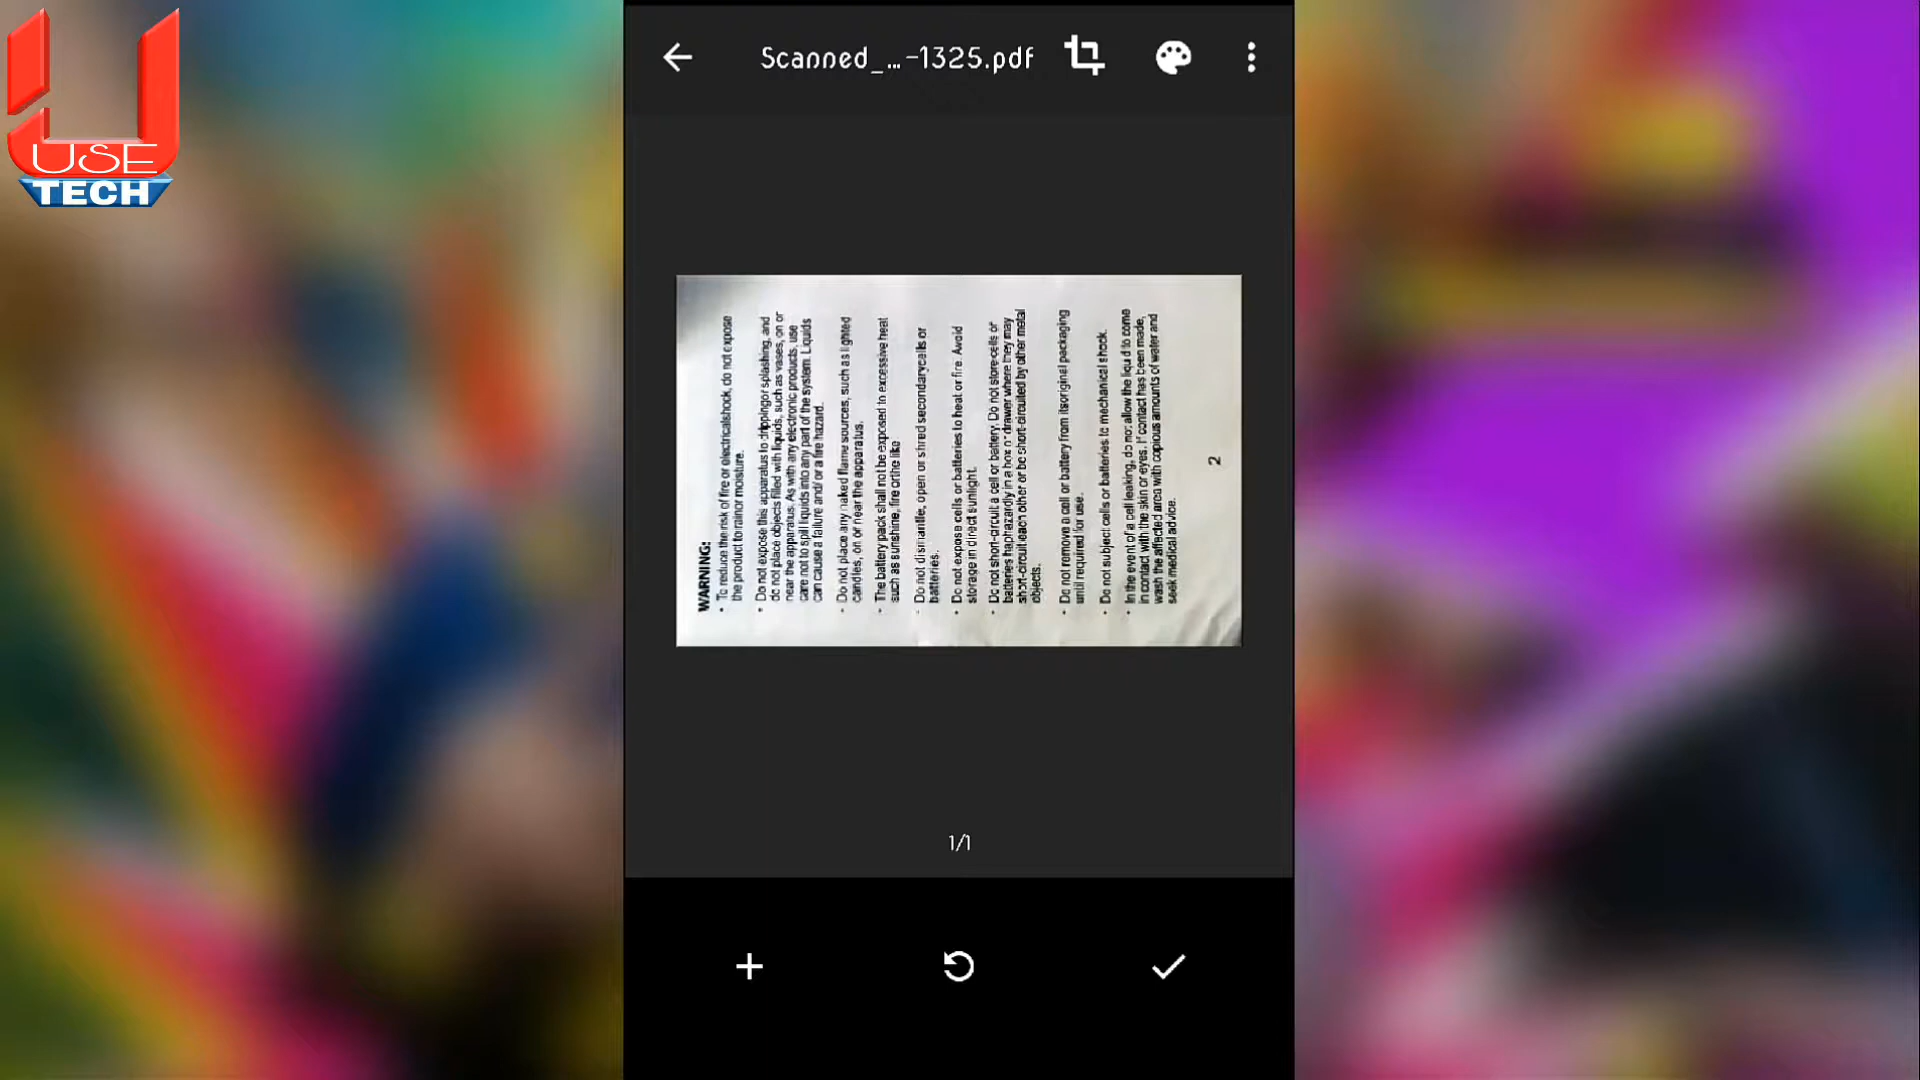 USE
TECH
Scanned_...-1325.pdf
WARNING:
• To reduce the risk of fire or electricalshock, do not expose
the product to rainor moisture.
• Do not expose this apparatus to drippingor splashing, and
do not place objects filled with liquids, such as vases, on or
near the apparatus. As with any electronic products, use
care not to spill liquids into any part of the system. Liquids
can cause a failure and/ or a fire hazard.
• Do not place any naked flame sources, such as lighted
candles, on or near the apparatus.
• The battery pack shall not be exposed to excessive heat
such as sunshine, fire orthe like
• Do not dismantle, open or shred secondarycells or
batteries.
• Do not expose cells or batteries to heat or fire. Avoid
storage in direct sunlight.
• Do not short-circuit a cell or battery. Do not store cells or
batteries haphazardly in a box or drawer where they may
short-circuit each other or be short-circuited by other metal
objects.
• Do not remove a cell or battery from itsoriginal packaging
until required for use.
• Do not subject cells or batteries to mechanical shock.
• In the event of a cell leaking, do not allow the liquid to come
in contact with the skin or eyes. If contact has been made,
wash the affected area with copious amounts of water and
seek medical advice.
2
1/1